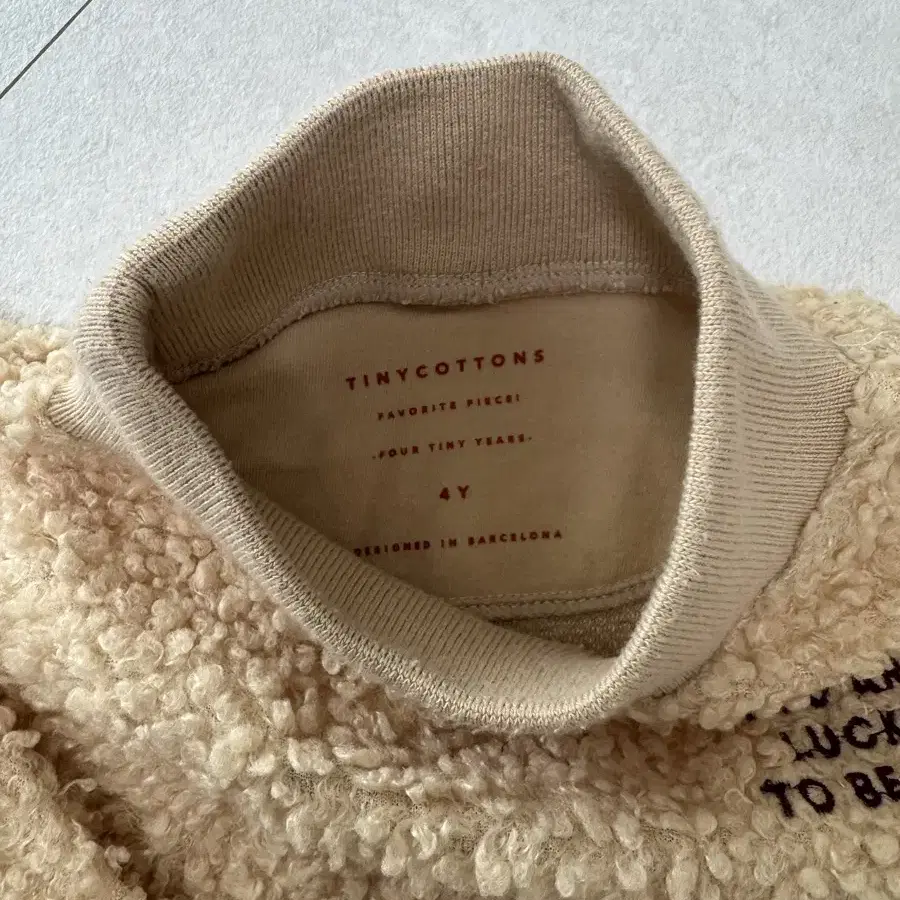 TINYCOTTONS
FAVORITE PIECE!
.FOUR TINY YEARS.
4Y
DESIGNED IN BARCELONA
LUCK
TO BE